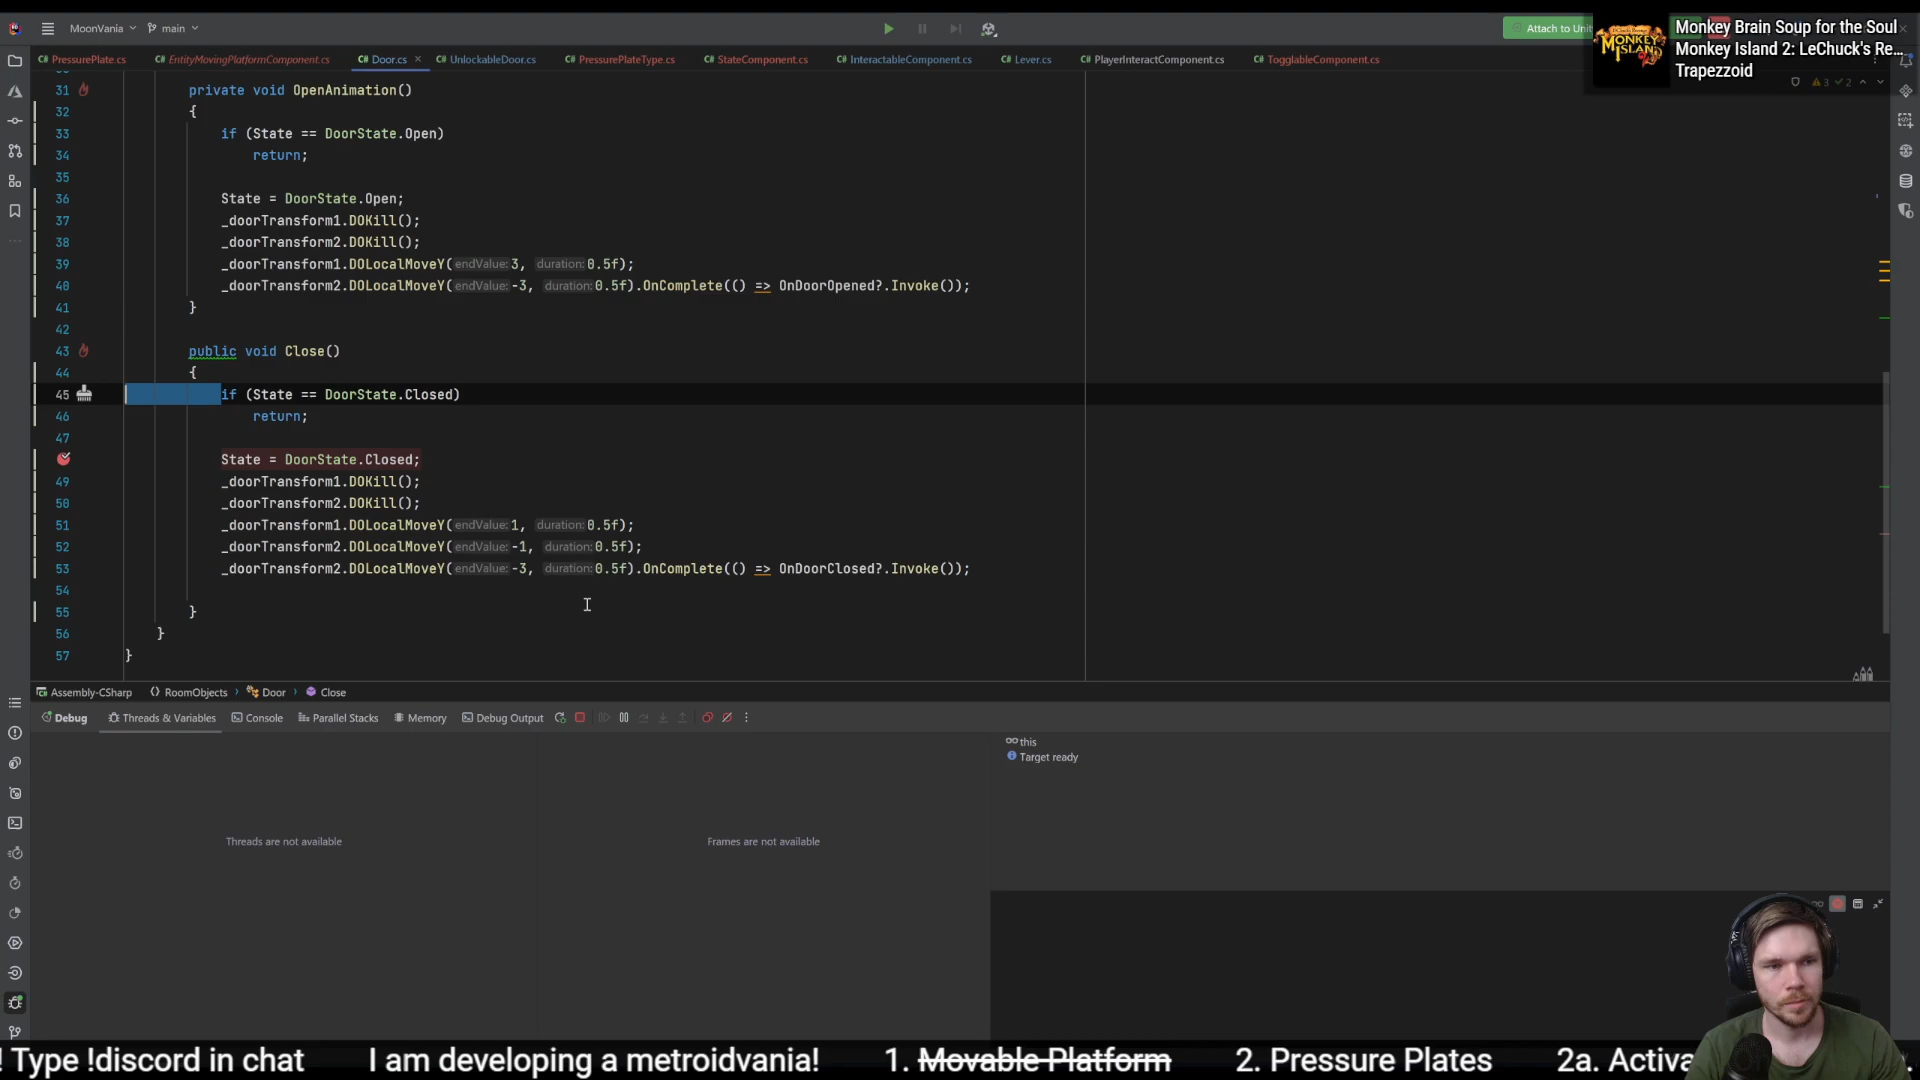 MoonVania
main
Attach to Unit
Monkey Brain Soup for the Soul
Monkey Island 2: LeChuck's Re...
Trapezzoid
MONKEY ISLAND
PressurePlate.cs
EntityMovingPlatformComponent.cs
Door.cs
UnlockableDoor.cs
PressurePlateType.cs
StateComponent.cs
InteractableComponent.cs
Lever.cs
PlayerInteractComponent.cs
TogglableComponent.cs
3 2
31 private void OpenAnimation()
32 {
33 if (State == DoorState.Open)
34 return;
35
36 State = DoorState.Open;
37 _doorTransform1.DOKill();
38 _doorTransform2.DOKill();
39 _doorTransform1.DOLocalMoveY(endValue: 3, duration: 0.5f);
40 _doorTransform2.DOLocalMoveY(endValue: -3, duration: 0.5f).OnComplete(() => OnDoorOpened?.Invoke());
41 }
42
43 public void Close()
44 {
45 if (State == DoorState.Closed)
46 return;
47
State = DoorState.Closed;
49 _doorTransform1.DOKill();
50 _doorTransform2.DOKill();
51 _doorTransform1.DOLocalMoveY(endValue: 1, duration: 0.5f);
52 _doorTransform2.DOLocalMoveY(endValue: -1, duration: 0.5f);
53 _doorTransform2.DOLocalMoveY(endValue: -3, duration: 0.5f).OnComplete(() => OnDoorClosed?.Invoke());
54
55 }
56 }
57 }
Assembly-CSharp
RoomObjects
Door
Close
Debug
Threads & Variables
Console
Parallel Stacks
Memory
Debug Output
this
Target ready
Threads are not available
Frames are not available
! Type !discord in chat I am developing a metroidvania! 1. Movable Platform 2. Pressure Plates 2a. Activa